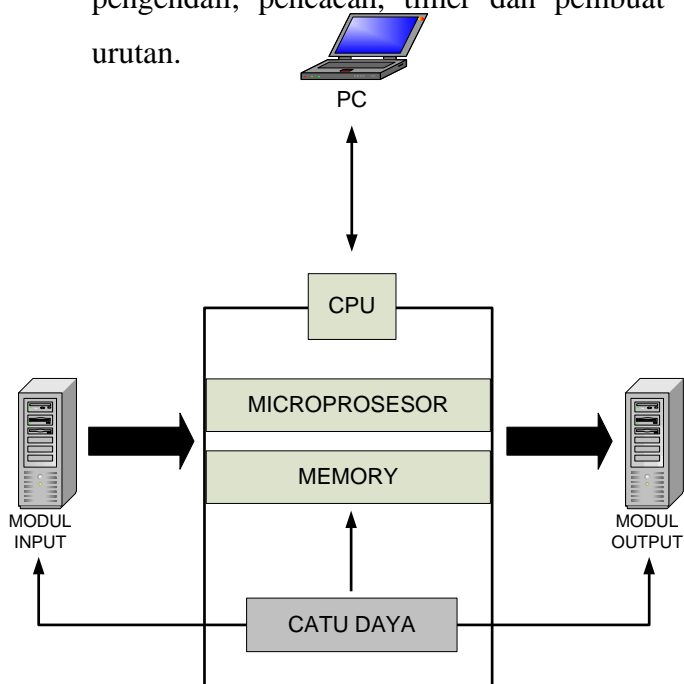 urutan.
PC
CPU
MICROPROSESOR
MEMORY
MODUL
INPUT
MODUL
OUTPUT
CATU DAYA